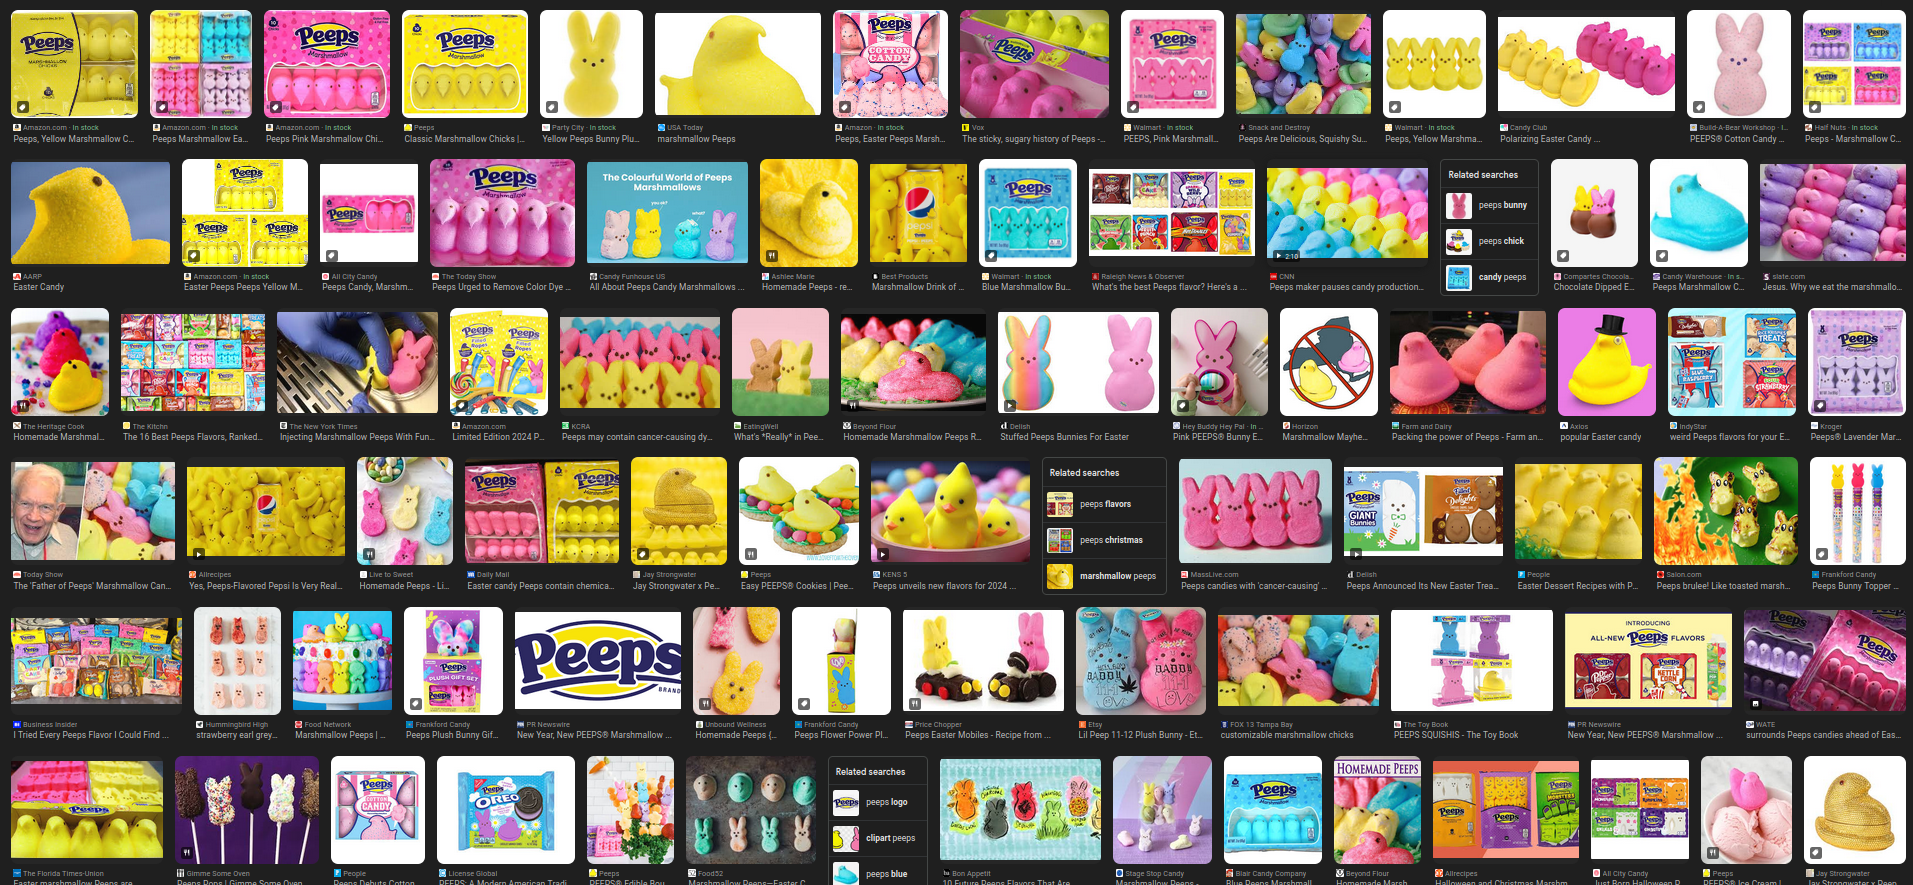 Amazon.com · In stock
Peeps, Yellow Marshmallow C...
Amazon.com · In stock
Peeps Marshmallow Ea...
Amazon.com · In stock
Peeps Pink Marshmallow Chi...
Peeps
Classic Marshmallow Chicks |...
Party City · In stock
Yellow Peeps Bunny Plu...
USA Today
marshmallow Peeps
Amazon · In stock
Peeps, Easter Peeps Marsh...
Vox
The sticky, sugary history of Peeps -...
Walmart · In stock
PEEPS, Pink Marshmall...
Snack and Destroy
Peeps Are Delicious, Squishy Su...
Walmart · In stock
Peeps, Yellow Marshma...
Candy Club
Polarizing Easter Candy ...
Build-A-Bear Workshop · I...
PEEPS® Cotton Candy ...
Half Nuts · In stock
Peeps - Marshmallow C...
The Colourful World of Peeps
Marshmallows
AARP
Easter Candy
Amazon.com · In stock
Easter Peeps Peeps Yellow M...
All City Candy
Peeps Candy, Marshm...
The Today Show
Peeps Urged to Remove Color Dye ...
Candy Funhouse US
All About Peeps Candy Marshmallows ...
Ashlee Marie
Homemade Peeps - re...
Best Products
Marshmallow Drink of ...
Walmart · In stock
Blue Marshmallow Bu...
Raleigh News & Observer
What's the best Peeps flavor? Here's a ...
2:10
CNN
Peeps maker pauses candy production...
Related searches
peeps bunny
peeps chick
candy peeps
Compartes Chocola...
Chocolate Dipped E...
Candy Warehouse · In s...
Peeps Marshmallow C...
slate.com
Jesus. Why we eat the marshmallo...
The Heritage Cook
Homemade Marshmal...
The Kitchn
The 16 Best Peeps Flavors, Ranked...
The New York Times
Injecting Marshmallow Peeps With Fun...
Amazon.com
Limited Edition 2024 P...
KCRA
Peeps may contain cancer-causing dy...
EatingWell
What's *Really* in Pee...
Beyond Flour
Homemade Marshmallow Peeps R...
Delish
Stuffed Peeps Bunnies For Easter
Hey Buddy Hey Pal · In ...
Pink PEEPS® Bunny E...
Horizon
Marshmallow Mayhe...
Farm and Dairy
Packing the power of Peeps - Farm an...
Axios
popular Easter candy
IndyStar
weird Peeps flavors for your E...
Kroger
Peeps® Lavender Mar...
Today Show
The 'Father of Peeps' Marshmallow Can...
Allrecipes
Yes, Peeps-Flavored Pepsi Is Very Real...
Live to Sweet
Homemade Peeps - Li...
Daily Mail
Easter candy Peeps contain chemica...
Jay Strongwater
Jay Strongwater x Pe...
Peeps
Easy PEEPS® Cookies | Pee...
KENS 5
Peeps unveils new flavors for 2024 ...
Related searches
peeps flavors
peeps christmas
marshmallow peeps
MassLive.com
Peeps candies with 'cancer-causing' ...
Delish
Peeps Announced Its New Easter Trea...
People
Easter Dessert Recipes with P...
Salon.com
Peeps brulee! Like toasted marsh...
Frankford Candy
Peeps Bunny Topper ...
Peeps
BRAND
INTRODUCING
ALL-NEW Peeps FLAVORS
Business Insider
I Tried Every Peeps Flavor I Could Find ...
Hummingbird High
strawberry earl grey...
Food Network
Marshmallow Peeps | ...
Frankford Candy
Peeps Plush Bunny Gif...
PR Newswire
New Year, New PEEPS® Marshmallow ...
Unbound Wellness
Homemade Peeps {...
Frankford Candy
Peeps Flower Power Pl...
Price Chopper
Peeps Easter Mobiles - Recipe from ...
Etsy
Lil Peep 11-12 Plush Bunny - Et...
FOX 13 Tampa Bay
customizable marshmallow chicks
The Toy Book
PEEPS SQUISHIS - The Toy Book
PR Newswire
New Year, New PEEPS® Marshmallow ...
WATE
surrounds Peeps candies ahead of Eas...
HOMEMADE PEEPS
The Florida Times-Union
Easter marshmallow Peeps are
Gimme Some Oven
Peeps Pops | Gimme Some Oven
People
Peeps Debuts Cotton
License Global
PEEPS: A Modern American Tradi
Peeps
PEEPS® Edible Bou
Food52
Marshmallow Peeps—Easter C
Related searches
peeps logo
clipart peeps
peeps blue
Bon Appetit
10 Future Peeps Flavors That Are
Stage Stop Candy
Marshmallow Peeps -
Blair Candy Company
Blue Peeps Marshmall
Beyond Flour
Homemade Marsh
Allrecipes
Halloween and Christmas Marshm
All City Candy
Just Born Halloween P
Peeps
PEEPS® Ice Cream |
Jay Strongwater
Jay Strongwater x Peep